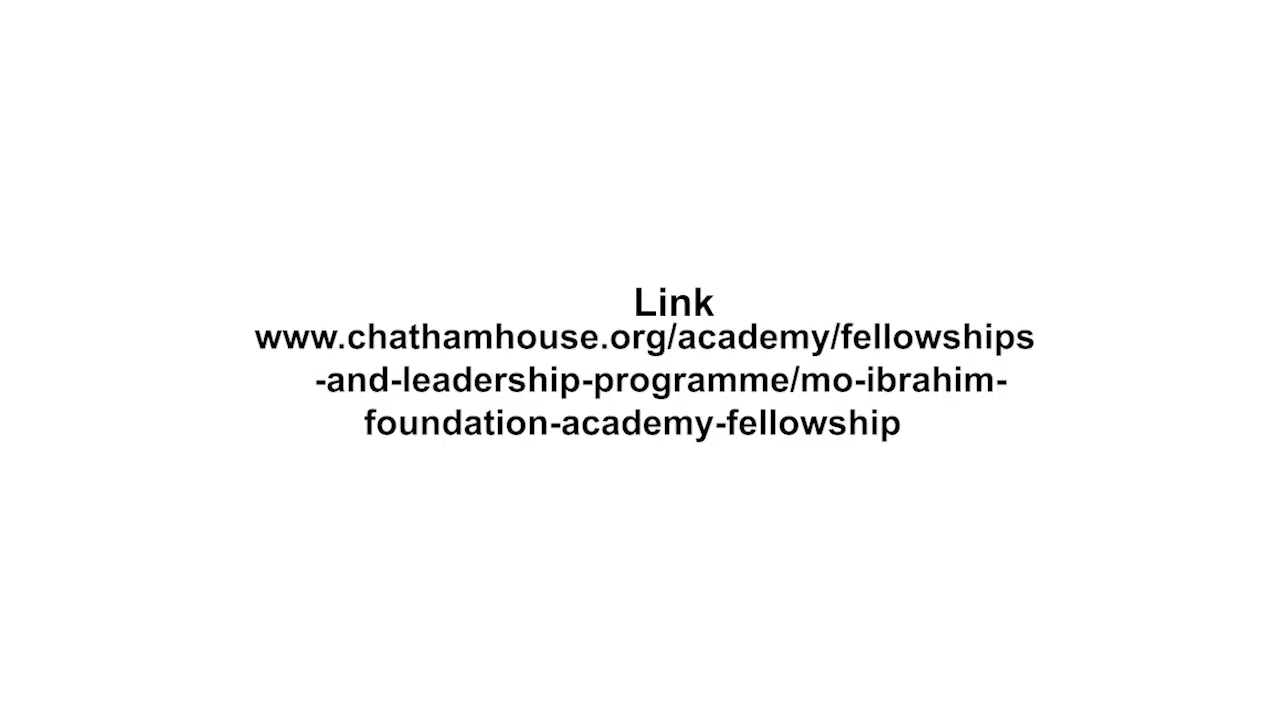 Link
www.chathamhouse.org/academy/fellowships
-and-leadership-programme/mo-ibrahim-
foundation-academy-fellowship